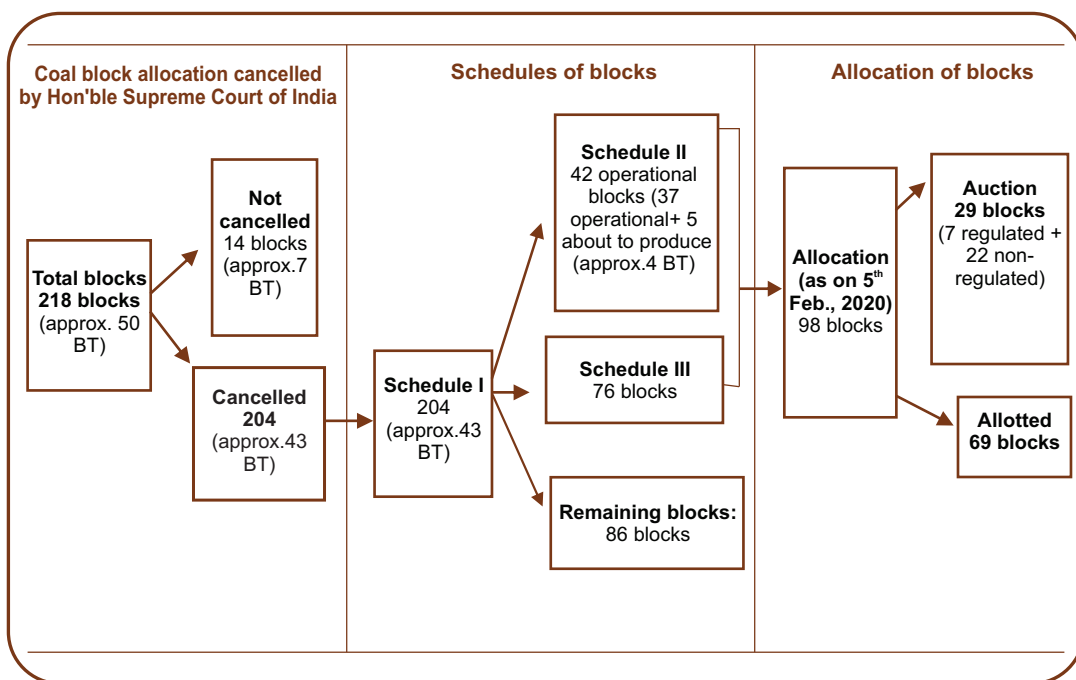 Coal block allocation cancelled
by Hon'ble Supreme Court of India
Total blocks
218 blocks
(approx. 50
BT)
Not
cancelled
14 blocks
(approx.7
BT)
Cancelled
204
(approx.43
BT)
Schedules of blocks
Schedule I
204
(approx.43
BT)
Schedule II
42 operational
blocks (37
operational+ 5
about to produce
(approx.4 BT)
Schedule III
76 blocks
Remaining blocks:
86 blocks
Allocation of blocks
Allocation
(as on 5th
Feb., 2020)
98 blocks
Auction
29 blocks
(7 regulated +
22 non-
regulated)
Allotted
69 blocks